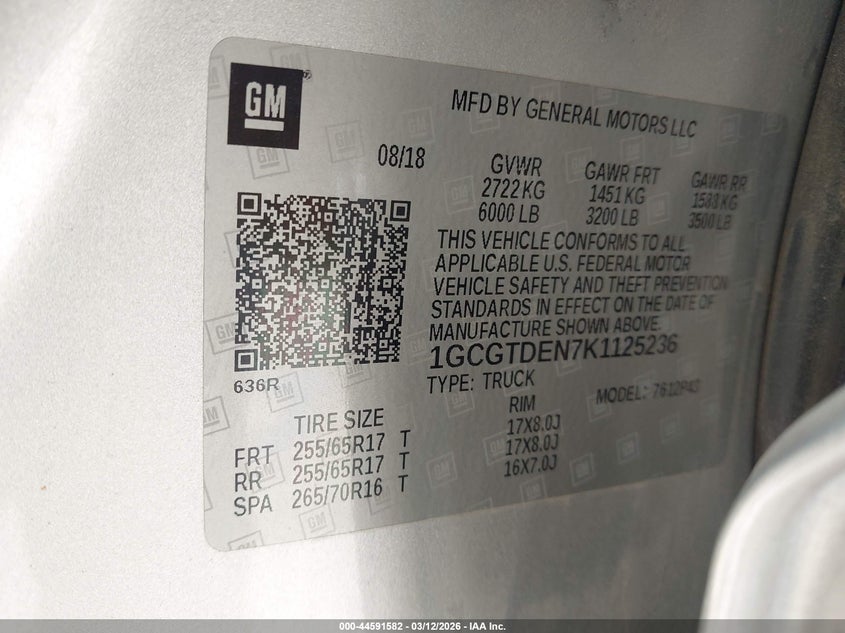 GM
MFD BY GENERAL MOTORS LLC
08/18 GVWR GAWR FRT GAWR RR
2722 KG 1451 KG 1588 KG
6000 LB 3200 LB 3500 LB
THIS VEHICLE CONFORMS TO ALL
APPLICABLE U.S. FEDERAL MOTOR
VEHICLE SAFETY AND THEFT PREVENTION
STANDARDS IN EFFECT ON THE DATE OF
MANUFACTURE SHOWN ABOVE.
1GCGTDEN7K1125236
636R TYPE: TRUCK MODEL: 7612P43
TIRE SIZE RIM
FRT 255/65R17 T 17X8.0J
RR 255/65R17 T 17X8.0J
SPA 265/70R16 T 16X7.0J
000-44591582 - 03/12/2026 - IAA Inc.